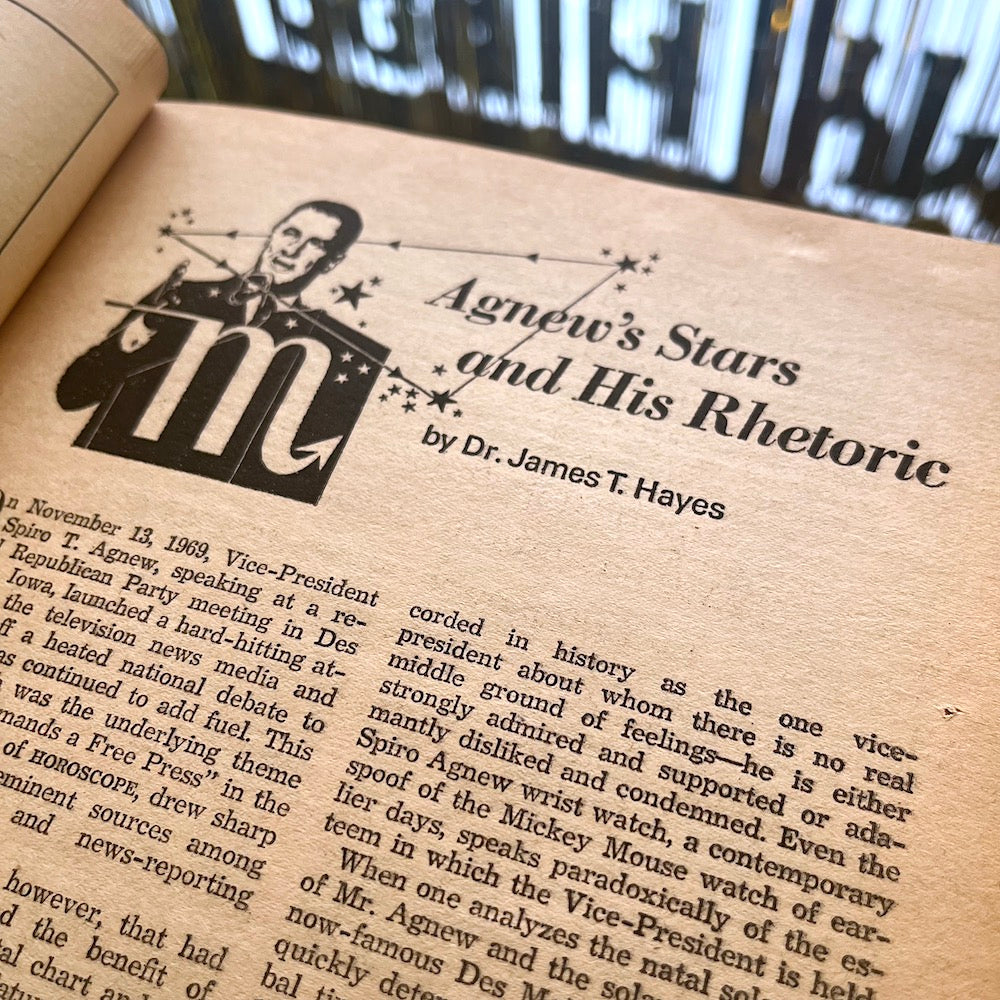 Agnew's Stars
and His Rhetoric
by Dr. James T. Hayes
On November 13, 1969, Vice-President
Spiro T. Agnew, speaking at a re-
Republican Party meeting in Des
Iowa, launched a hard-hitting at-
the television news media and
a heated national debate to
continued to add fuel. This
was the underlying theme
a Free Press" in the
of HOROSCOPE, drew sharp
sources among
and news-reporting
however, that had
the benefit of
chart
corded in history as the one vice-
president about whom there is no real
middle ground of feelings—he is either
strongly admired and supported or ada-
mantly disliked and condemned. Even the
Spiro Agnew wrist watch, a contemporary
spoof of the Mickey Mouse watch of ear-
lier days, speaks paradoxically of the es-
teem in which the Vice-President is held.
When one analyzes the natal
of Mr. Agnew and the
now-famous Des
quickly